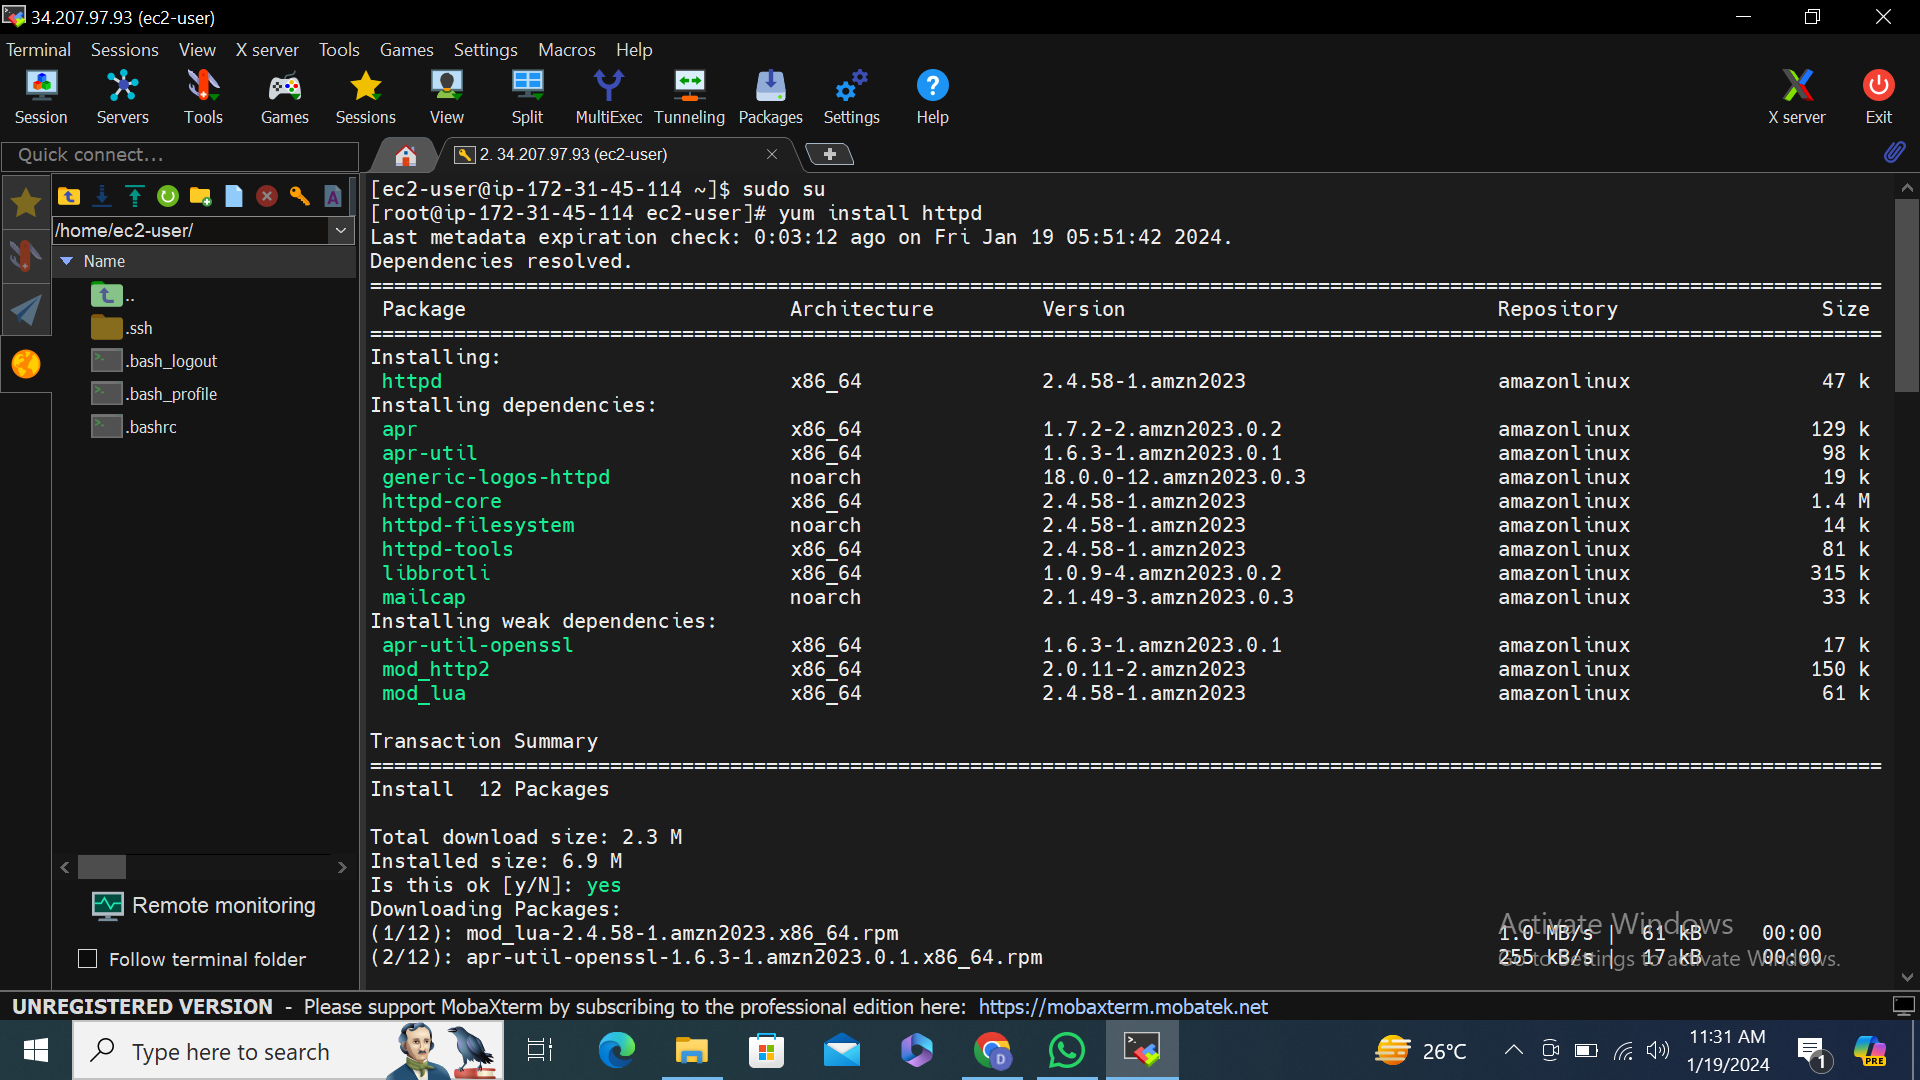 34.207.97.93 (ec2-user)
Terminal Sessions View X server Tools Games Settings Macros Help
Session Servers Tools Games Sessions View Split MultiExec Tunneling Packages Settings Help X server Exit
Quick connect...
2. 34.207.97.93 (ec2-user)
/home/ec2-user/
Name
..
.ssh
.bash_logout
.bash_profile
.bashrc
Remote monitoring
Follow terminal folder
[ec2-user@ip-172-31-45-114 ~]$ sudo su
[root@ip-172-31-45-114 ec2-user]# yum install httpd
Last metadata expiration check: 0:03:12 ago on Fri Jan 19 05:51:42 2024.
Dependencies resolved.
================================================================================
Package Architecture Version Repository Size
================================================================================
Installing:
httpd x86_64 2.4.58-1.amzn2023 amazonlinux 47 k
Installing dependencies:
apr x86_64 1.7.2-2.amzn2023.0.2 amazonlinux 129 k
apr-util x86_64 1.6.3-1.amzn2023.0.1 amazonlinux 98 k
generic-logos-httpd noarch 18.0.0-12.amzn2023.0.3 amazonlinux 19 k
httpd-core x86_64 2.4.58-1.amzn2023 amazonlinux 1.4 M
httpd-filesystem noarch 2.4.58-1.amzn2023 amazonlinux 14 k
httpd-tools x86_64 2.4.58-1.amzn2023 amazonlinux 81 k
libbrotli x86_64 1.0.9-4.amzn2023.0.2 amazonlinux 315 k
mailcap noarch 2.1.49-3.amzn2023.0.3 amazonlinux 33 k
Installing weak dependencies:
apr-util-openssl x86_64 1.6.3-1.amzn2023.0.1 amazonlinux 17 k
mod_http2 x86_64 2.0.11-2.amzn2023 amazonlinux 150 k
mod_lua x86_64 2.4.58-1.amzn2023 amazonlinux 61 k
Transaction Summary
================================================================================
Install 12 Packages
Total download size: 2.3 M
Installed size: 6.9 M
Is this ok [y/N]: yes
Downloading Packages:
(1/12): mod_lua-2.4.58-1.amzn2023.x86_64.rpm 1.0 MB/s | 61 kB 00:00
(2/12): apr-util-openssl-1.6.3-1.amzn2023.0.1.x86_64.rpm 255 kB/s | 17 kB 00:00
Activate Windows
Go to Settings to activate Windows.
UNREGISTERED VERSION - Please support MobaXterm by subscribing to the professional edition here: https://mobaxterm.mobatek.net
Type here to search
26°C
11:31 AM
1/19/2024
1
PRE
D